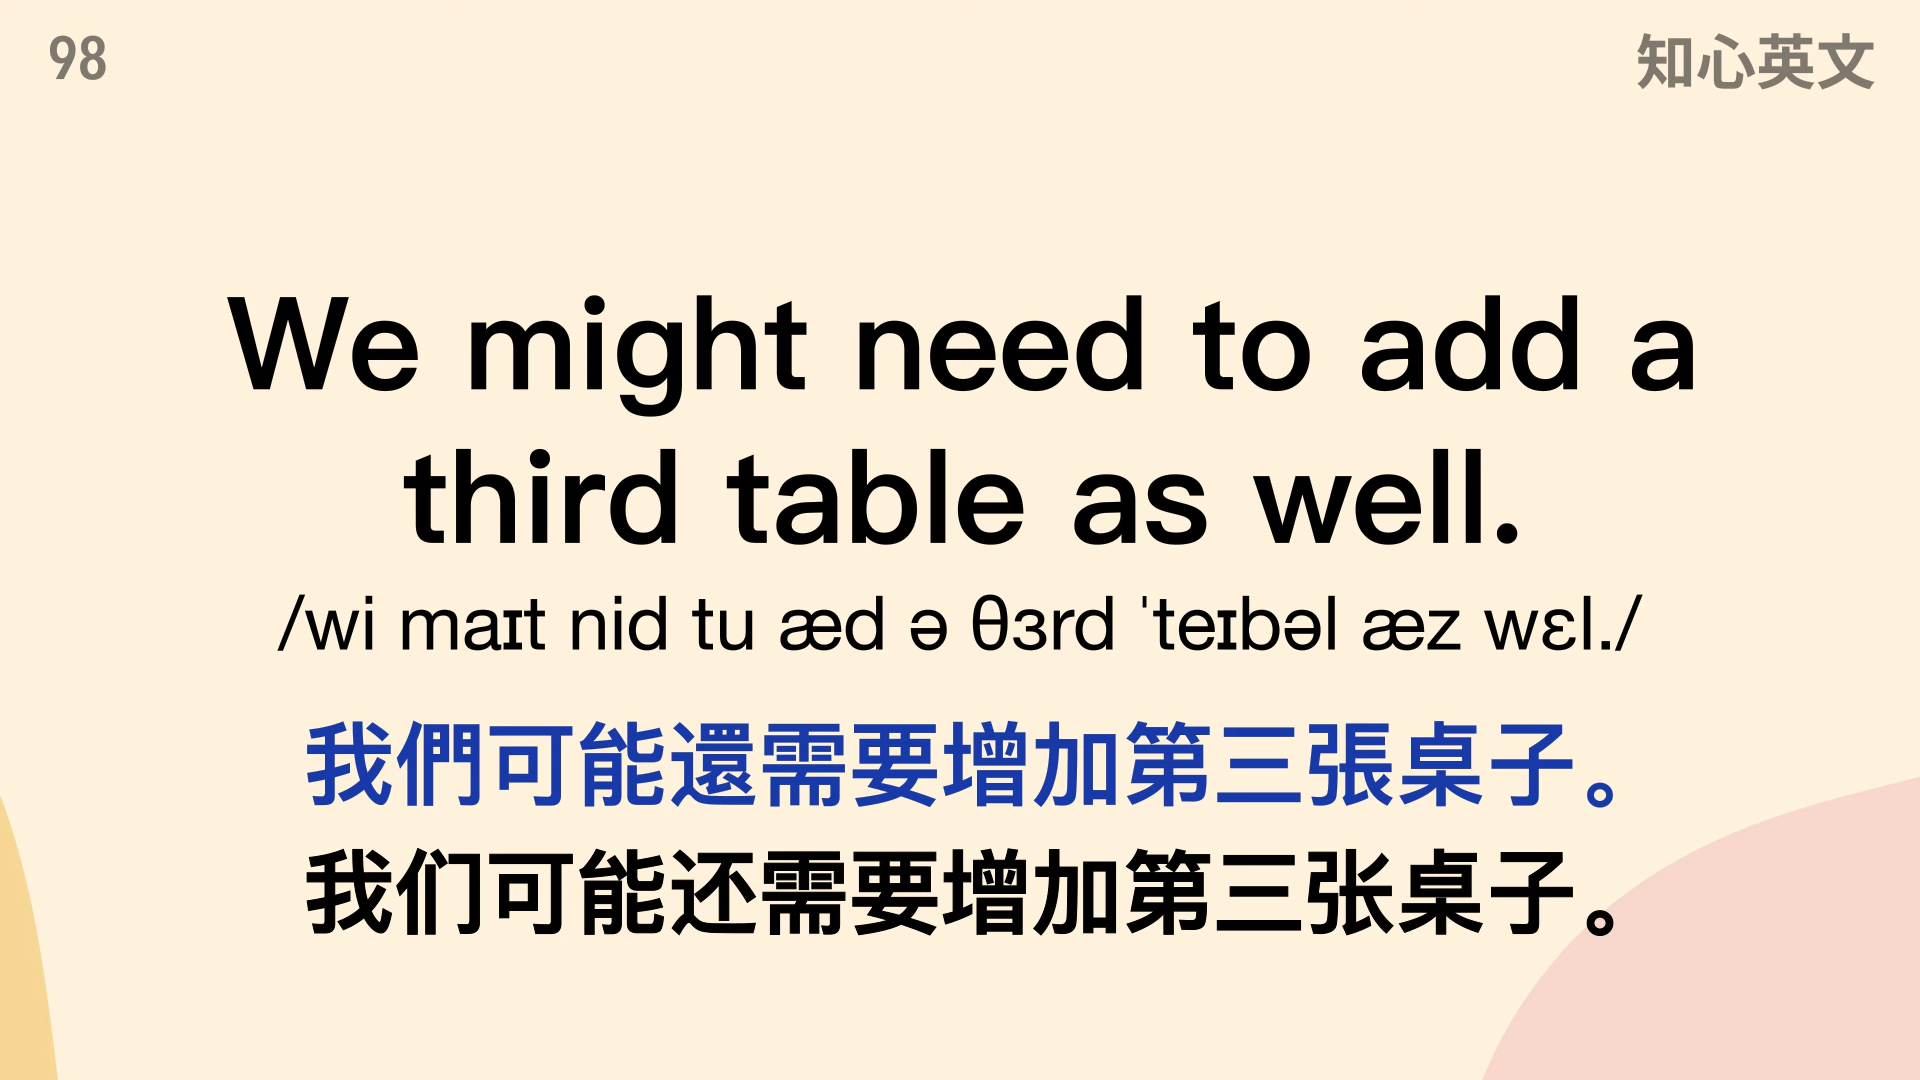 98
知心英文
We might need to add a
third table as well.
/wi maɪt nid tu æd ə θɜrd ˈteɪbəl æz wɛl./
我們可能還需要增加第三張桌子。
我们可能还需要增加第三张桌子。